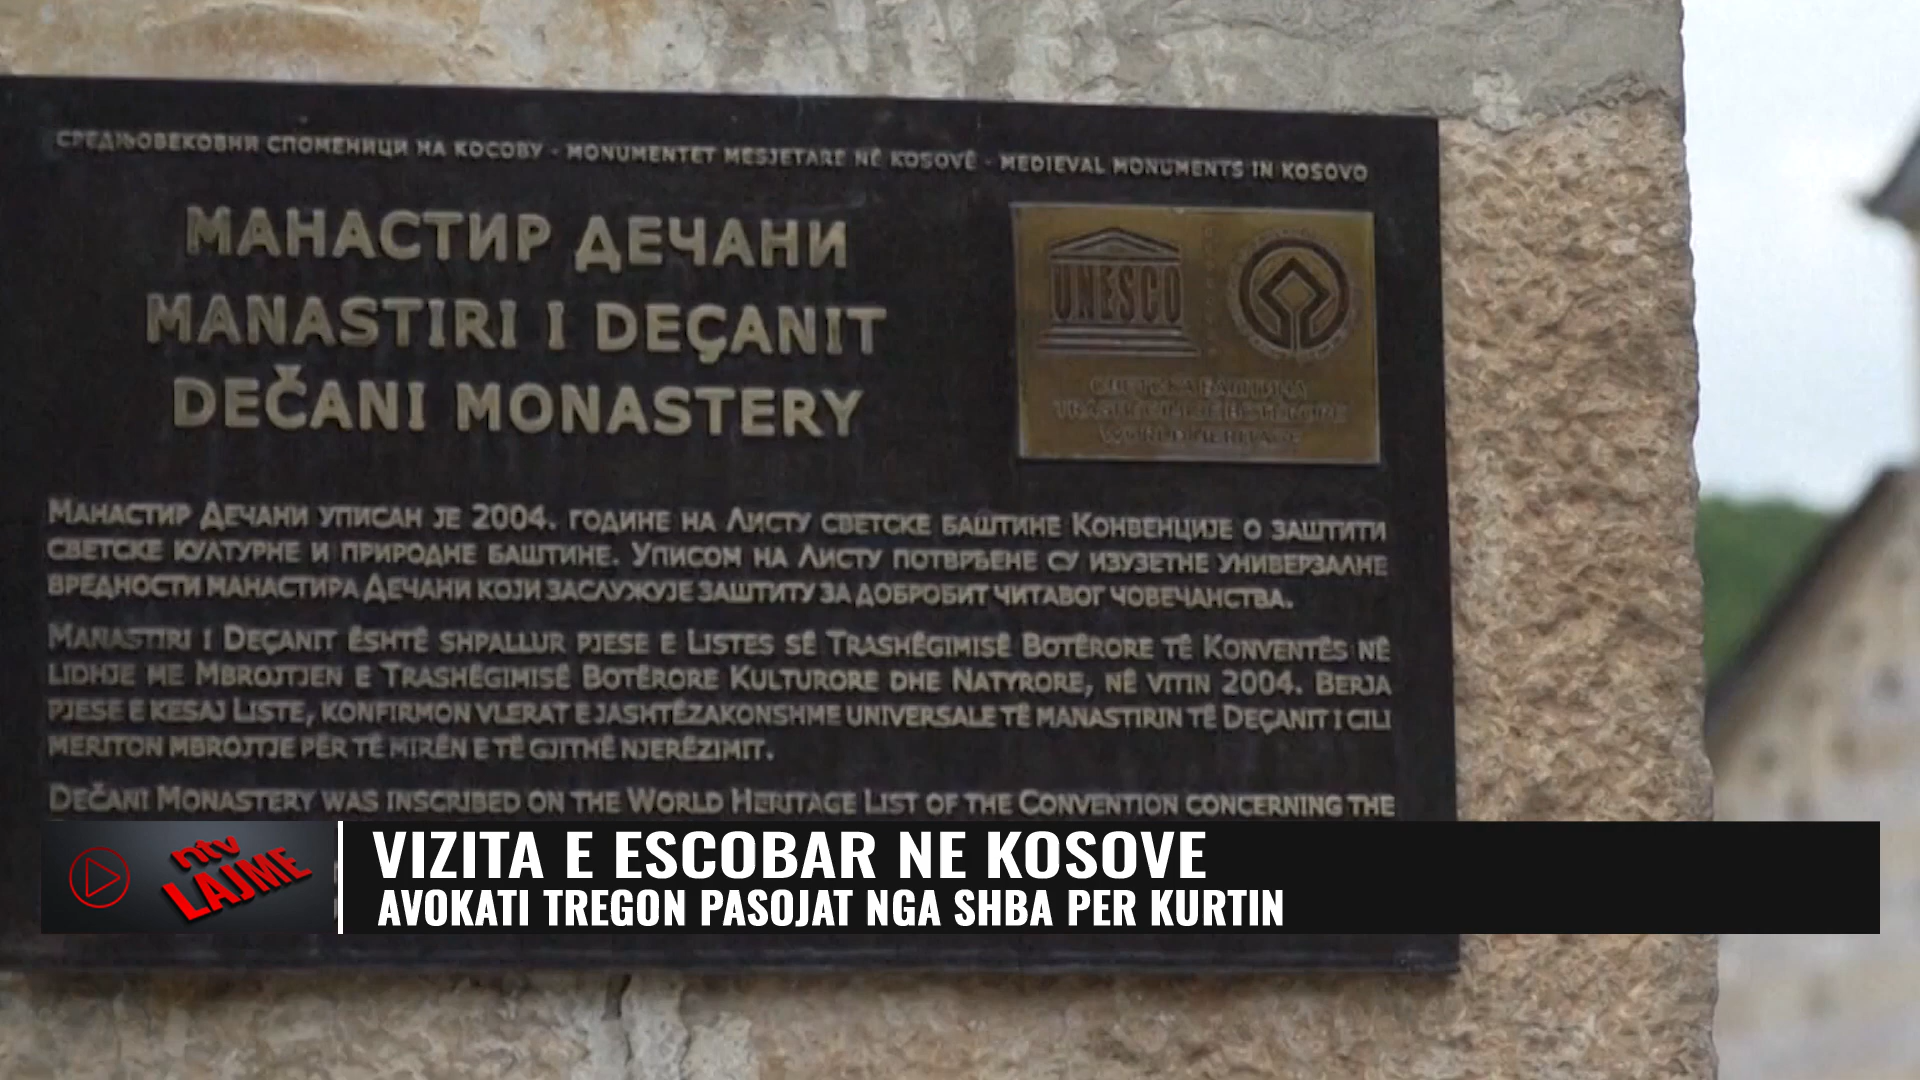 СРЕДЊОВЕКОВНИ СПОМЕНИЦИ НА КОСОВУ - MONUMENTET MESJETARE NË KOSOVË - MEDIEVAL MONUMENTS IN KOSOVO
МАНАСТИР ДЕЧАНИ
MANASTIRI I DEÇANIT
DEČANI MONASTERY
UNESCO
СВЕТСКА БАШТИНА
TRASHËGIMIA BOTËRORE
WORLD HERITAGE
МАНАСТИР ДЕЧАНИ УПИСАН ЈЕ 2004. ГОДИНЕ НА ЛИСТУ СВЕТСКЕ БАШТИНЕ КОНВЕНЦИЈЕ О ЗАШТИТИ
СВЕТСКЕ КУЛТУРНЕ И ПРИРОДНЕ БАШТИНЕ. УПИСОМ НА ЛИСТУ ПОТВРЂЕНЕ СУ ИЗУЗЕТНЕ УНИВЕРЗАЛНЕ
ВРЕДНОСТИ МАНАСТИРА ДЕЧАНИ КОЈИ ЗАСЛУЖУЈЕ ЗАШТИТУ ЗА ДОБРОБИТ ЧИТАВОГ ЧОВЕЧАНСТВА.
MANASTIRI I DEÇANIT ËSHTË SHPALLUR PJESE E LISTES SË TRASHËGIMISË BOTËRORE TË KONVENTËS NË
LIDHJE ME MBROJTJEN E TRASHËGIMISË BOTËRORE KULTURORE DHE NATYRORE, NË VITIN 2004. BERJA
PJESE E KESAJ LISTE, KONFIRMON VLERAT E JASHTËZAKONSHME UNIVERSALE TË MANASTIRIN TË DEÇANIT I CILI
MERITON MBROJTJE PËR TË MIRËN E TË GJITHË NJERËZIMIT.
DEČANI MONASTERY WAS INSCRIBED ON THE WORLD HERITAGE LIST OF THE CONVENTION CONCERNING THE
ntv
LAJME
VIZITA E ESCOBAR NE KOSOVE
AVOKATI TREGON PASOJAT NGA SHBA PER KURTIN